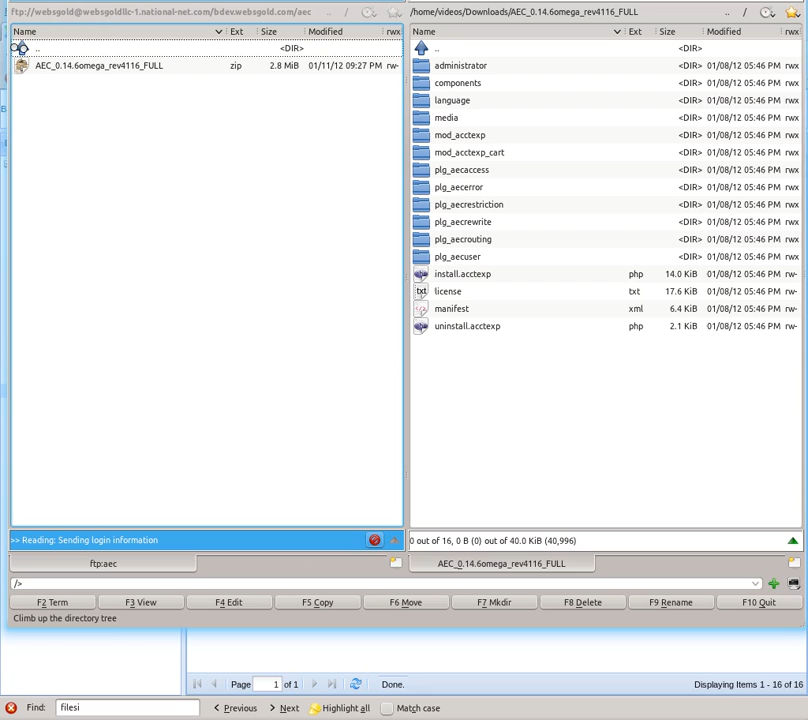 ftp://websgold@websgoldllc-1.national-net.com/bdev.websgold.com/aec .. /
/home/videos/Downloads/AEC_0.14.6omega_rev4116_FULL .. /
Name Ext Size Modified rwx
.. <DIR>
AEC_0.14.6omega_rev4116_FULL zip 2.8 MiB 01/11/12 09:27 PM rw-
Name Ext Size Modified rwx
.. <DIR>
administrator <DIR> 01/08/12 05:46 PM rwx
components <DIR> 01/08/12 05:46 PM rwx
language <DIR> 01/08/12 05:46 PM rwx
media <DIR> 01/08/12 05:46 PM rwx
mod_acctexp <DIR> 01/08/12 05:46 PM rwx
mod_acctexp_cart <DIR> 01/08/12 05:46 PM rwx
plg_aecaccess <DIR> 01/08/12 05:46 PM rwx
plg_aecerror <DIR> 01/08/12 05:46 PM rwx
plg_aecrestriction <DIR> 01/08/12 05:46 PM rwx
plg_aecrewrite <DIR> 01/08/12 05:46 PM rwx
plg_aecrouting <DIR> 01/08/12 05:46 PM rwx
plg_aecuser <DIR> 01/08/12 05:46 PM rwx
install.acctexp php 14.0 KiB 01/08/12 05:46 PM rw-
txt license txt 17.6 KiB 01/08/12 05:46 PM rw-
manifest xml 6.4 KiB 01/08/12 05:46 PM rw-
uninstall.acctexp php 2.1 KiB 01/08/12 05:46 PM rw-
>> Reading: Sending login information
0 out of 16, 0 B (0) out of 40.0 KiB (40,996)
ftp:aec
AEC_0.14.6omega_rev4116_FULL
/>
F2 Term F3 View F4 Edit F5 Copy F6 Move F7 Mkdir F8 Delete F9 Rename F10 Quit
Climb up the directory tree
Page 1 of 1 Done. Displaying Items 1 - 16 of 16
Find: filesi Previous Next Highlight all Match case